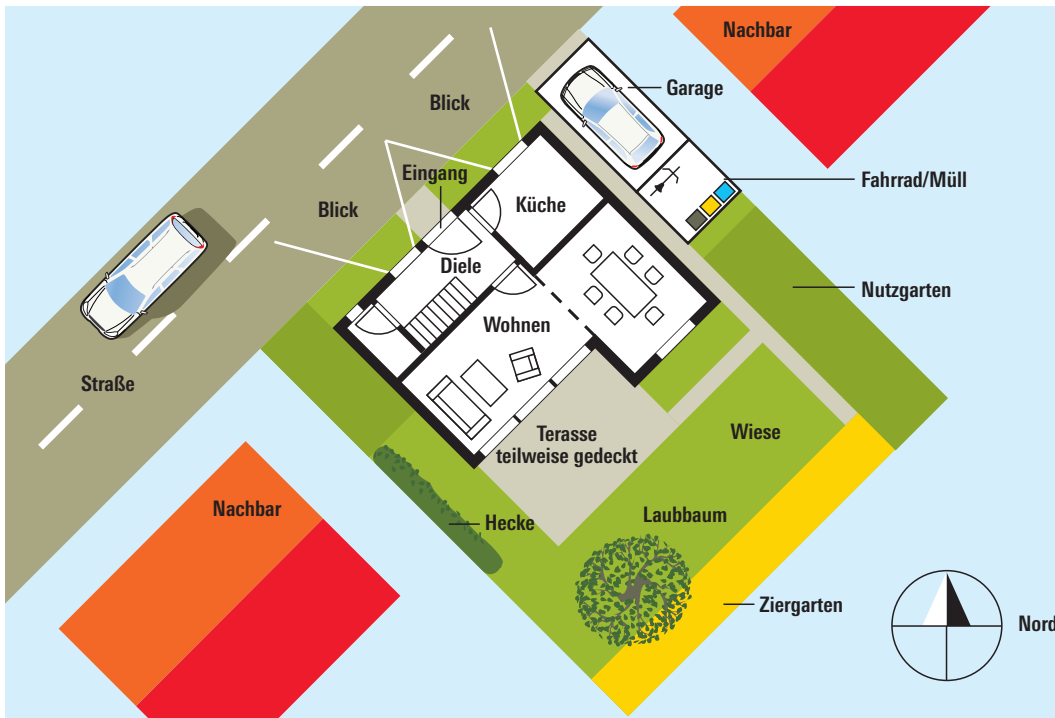 Nachbar
Garage
Blick
Eingang
Fahrrad/Müll
Küche
Blick
Diele
Nutzgarten
Wohnen
Straße
Terasse
teilweise gedeckt
Wiese
Nachbar
Hecke
Laubbaum
Ziergarten
Nord